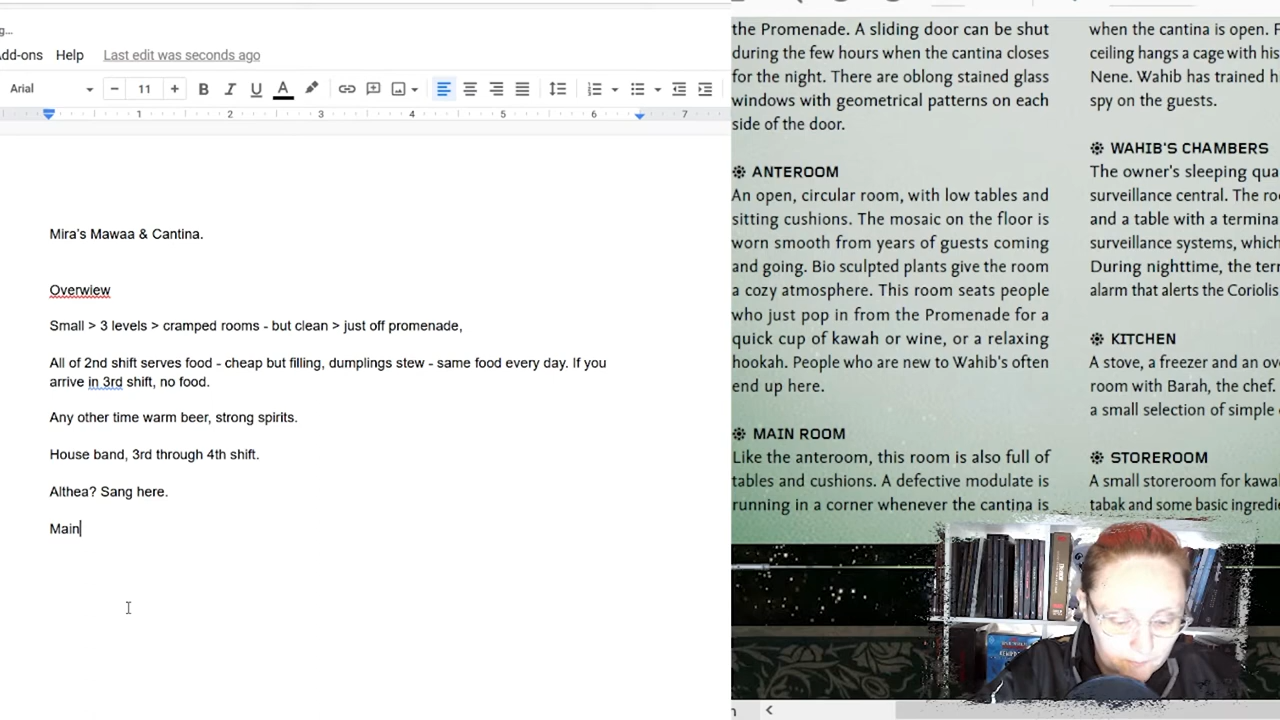 Add-ons Help Last edit was seconds ago
Arial 11 B I U A
1 2 3 4 5 6 7
Mira's Mawaa & Cantina.
Overwiew
Small > 3 levels > cramped rooms - but clean > just off promenade,
All of 2nd shift serves food - cheap but filling, dumplings stew - same food every day. If you
arrive in 3rd shift, no food.
Any other time warm beer, strong spirits.
House band, 3rd through 4th shift.
Althea? Sang here.
Main
the Promenade. A sliding door can be shut
during the few hours when the cantina closes
for the night. There are oblong stained glass
windows with geometrical patterns on each
side of the door.
ANTEROOM
An open, circular room, with low tables and
sitting cushions. The mosaic on the floor is
worn smooth from years of guests coming
and going. Bio sculpted plants give the room
a cozy atmosphere. This room seats people
who just pop in from the Promenade for a
quick cup of kawah or wine, or a relaxing
hookah. People who are new to Wahib's often
end up here.
MAIN ROOM
Like the anteroom, this room is also full of
tables and cushions. A defective modulate is
running in a corner whenever the cantina is
when the cantina is open.
ceiling hangs a cage with his
Nene. Wahib has trained
spy on the guests.
WAHIB'S CHAMBERS
The owner's sleeping
surveillance central. The
and a table with a
surveillance systems, which
During nighttime, the
alarm that alerts the Coriolis
KITCHEN
A stove, a freezer and an
room with Barah, the chef.
a small selection of simple
STOREROOM
A small storeroom for
tabak and some basic